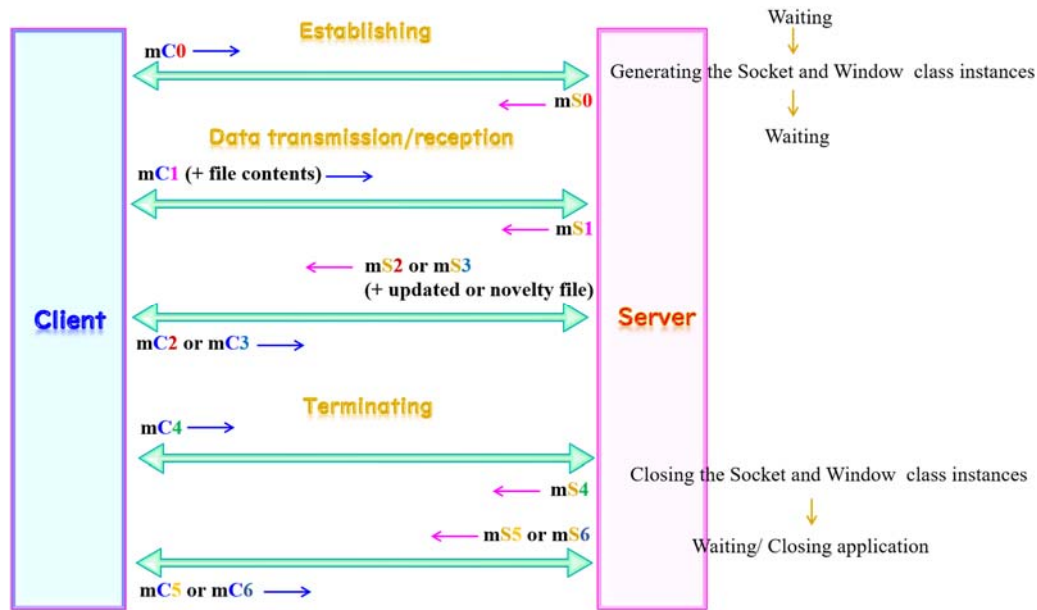 Establishing
Waiting
mC0
Generating the Socket and Window class instances
mS0
Waiting
Data transmission/reception
mC1 (+ file contents)
mS1
mS2 or mS3
(+ updated or novelty file)
Client
Server
mC2 or mC3
Terminating
mC4
Closing the Socket and Window class instances
mS4
mS5 or mS6
Waiting/ Closing application
mC5 or mC6